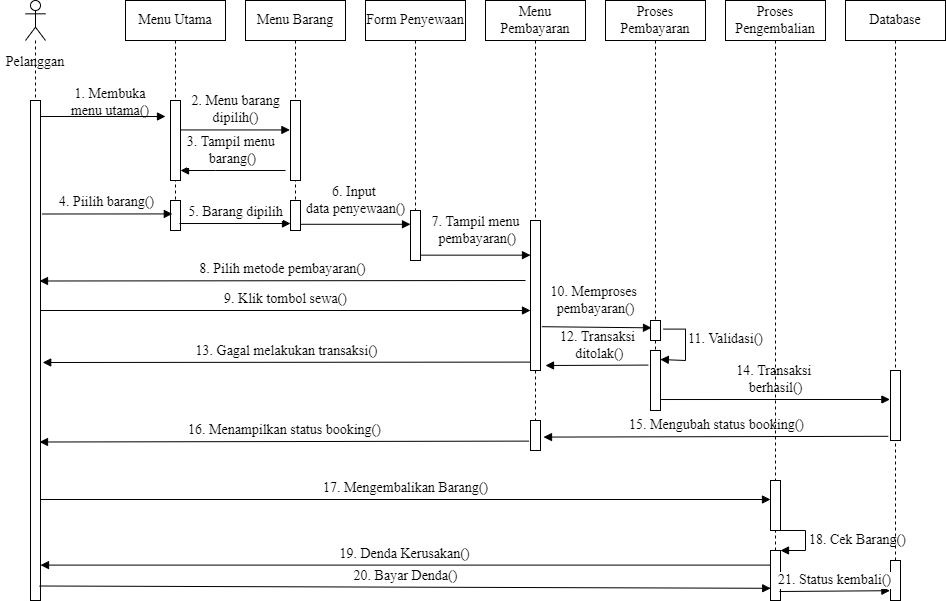 Pelanggan
Menu Utama
Menu Barang
Form Penyewaan
Menu
Pembayaran
Proses
Pembayaran
Proses
Pengembalian
Database
1. Membuka
menu utama()
2. Menu barang
dipilih()
3. Tampil menu
barang()
4. Piilih barang()
5. Barang dipilih
6. Input
data penyewaan()
7. Tampil menu
pembayaran()
8. Pilih metode pembayaran()
9. Klik tombol sewa()
10. Memproses
pembayaran()
11. Validasi()
12. Transaksi
ditolak()
13. Gagal melakukan transaksi()
14. Transaksi
berhasil()
15. Mengubah status booking()
16. Menampilkan status booking()
17. Mengembalikan Barang()
18. Cek Barang()
19. Denda Kerusakan()
20. Bayar Denda()
21. Status kembali()